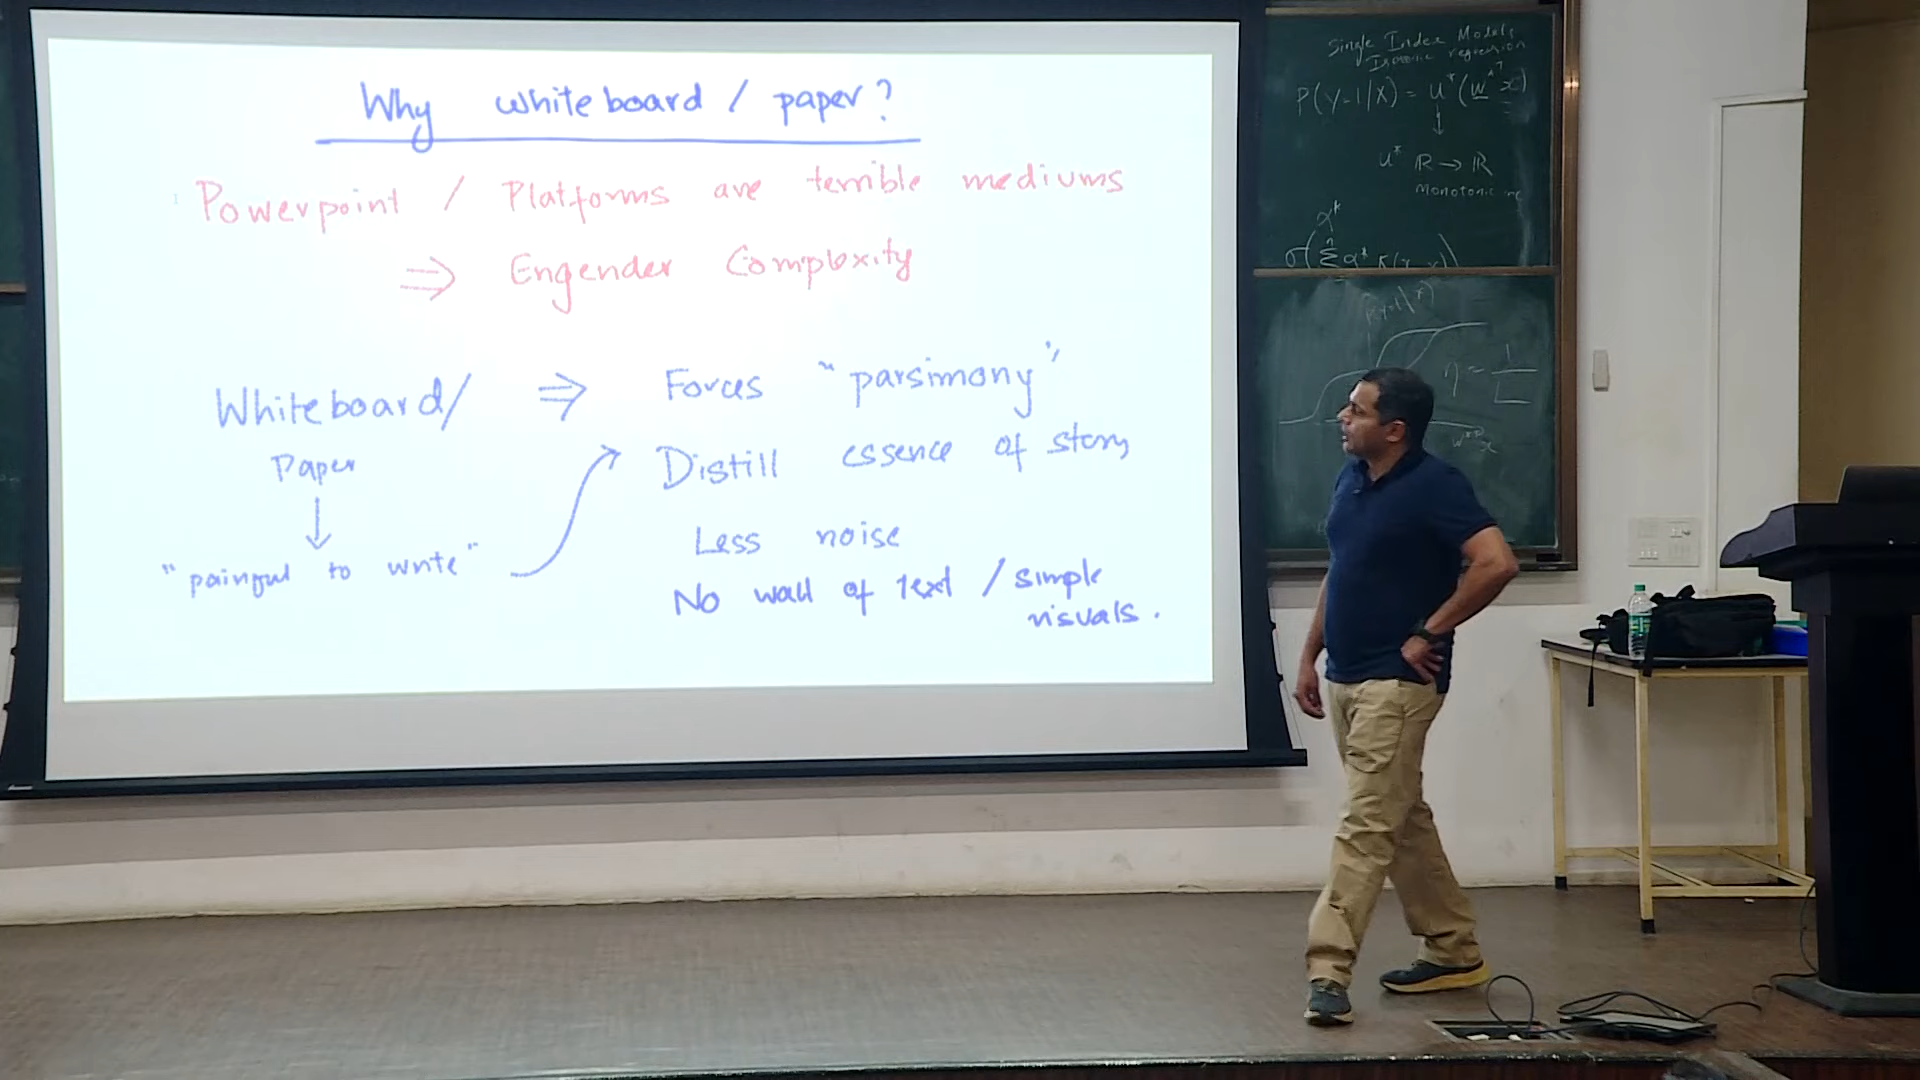 Why whiteboard / paper?
Powerpoint / Platforms are terrible mediums
⇒ Engender Complexity
Whiteboard/ ⇒ Forces "parsimony"
Paper
Distill essence of story
↓
Less noise
"painful to write"
No wall of text / simple
visuals.
Single Index Models
Isotonic regression
P(Y=1/X) = u*(w*ᵀx)
↓
u* ℝ → ℝ
monotonic